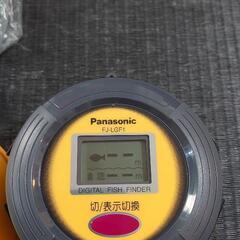 Panasonic
FJ-LGF1
DIGITAL FISH FINDER
切/表示切換